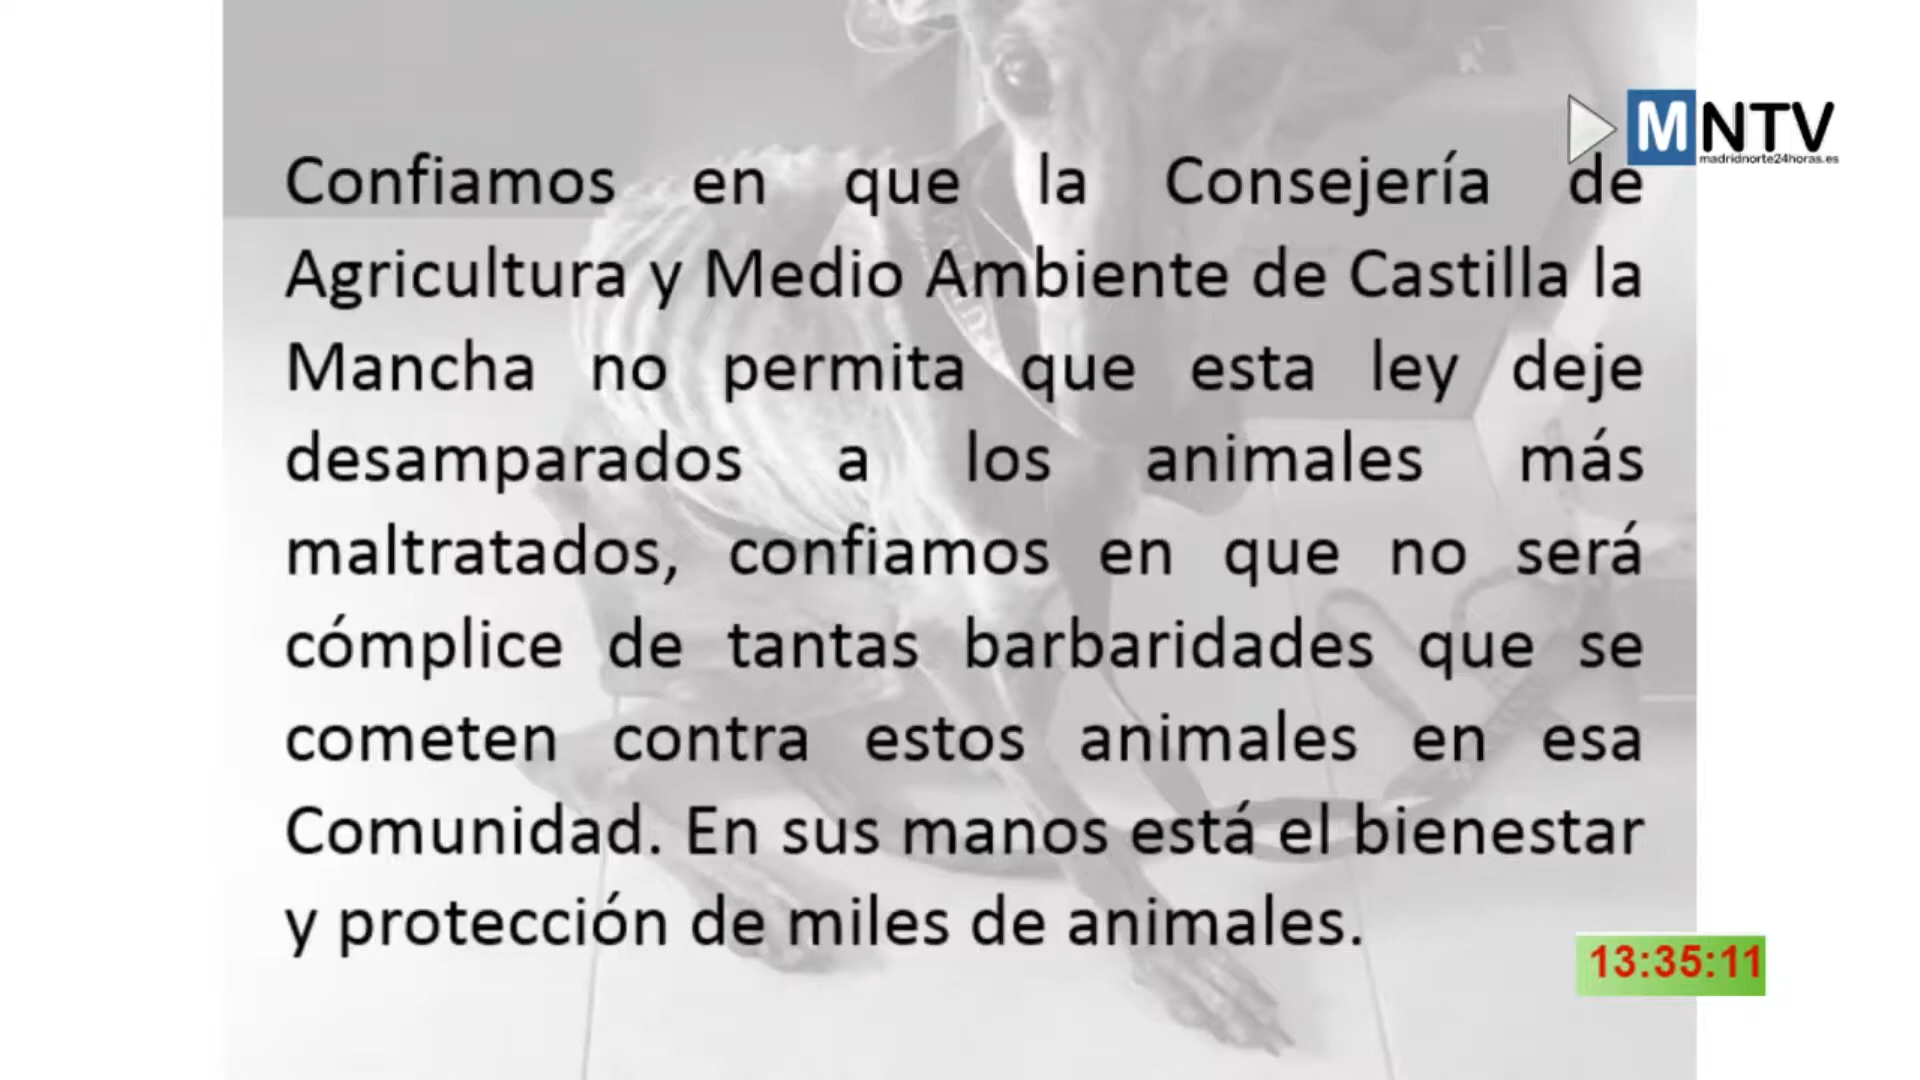 MNTV
madridnorte24horas.es
Confiamos en que la Consejería de
Agricultura y Medio Ambiente de Castilla la
Mancha no permita que esta ley deje
desamparados a los animales más
maltratados, confiamos en que no será
cómplice de tantas barbaridades que se
cometen contra estos animales en esa
Comunidad. En sus manos está el bienestar
y protección de miles de animales.
13:35:11